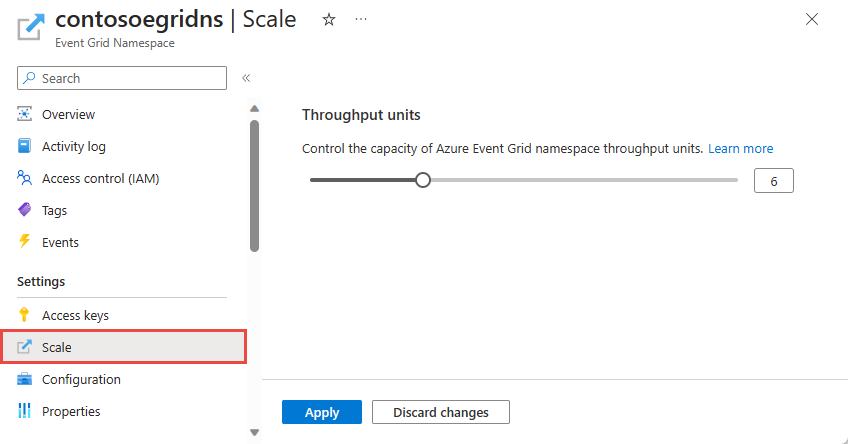 contosoegridns | Scale
Event Grid Namespace
Search
Overview
Activity log
Access control (IAM)
Tags
Events
Settings
Access keys
Scale
Configuration
Properties
Throughput units
Control the capacity of Azure Event Grid namespace throughput units. Learn more
6
Apply
Discard changes